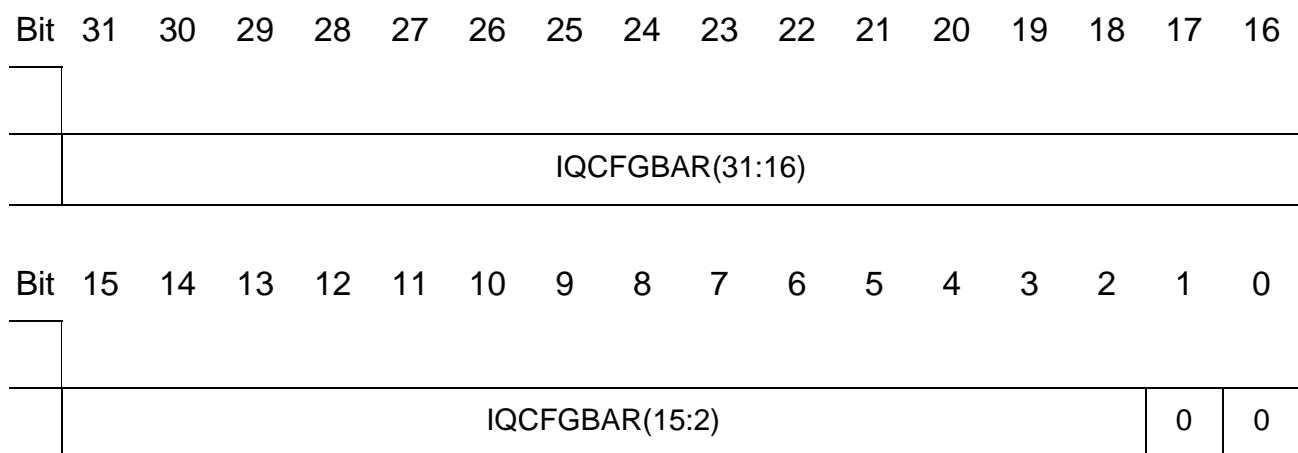 Bit 31 30 29 28 27 26 25 24 23 22 21 20 19 18 17 16
IQCFGBAR(31:16)
Bit 15 14 13 12 11 10 9 8 7 6 5 4 3 2 1 0
IQCFGBAR(15:2) 0 0